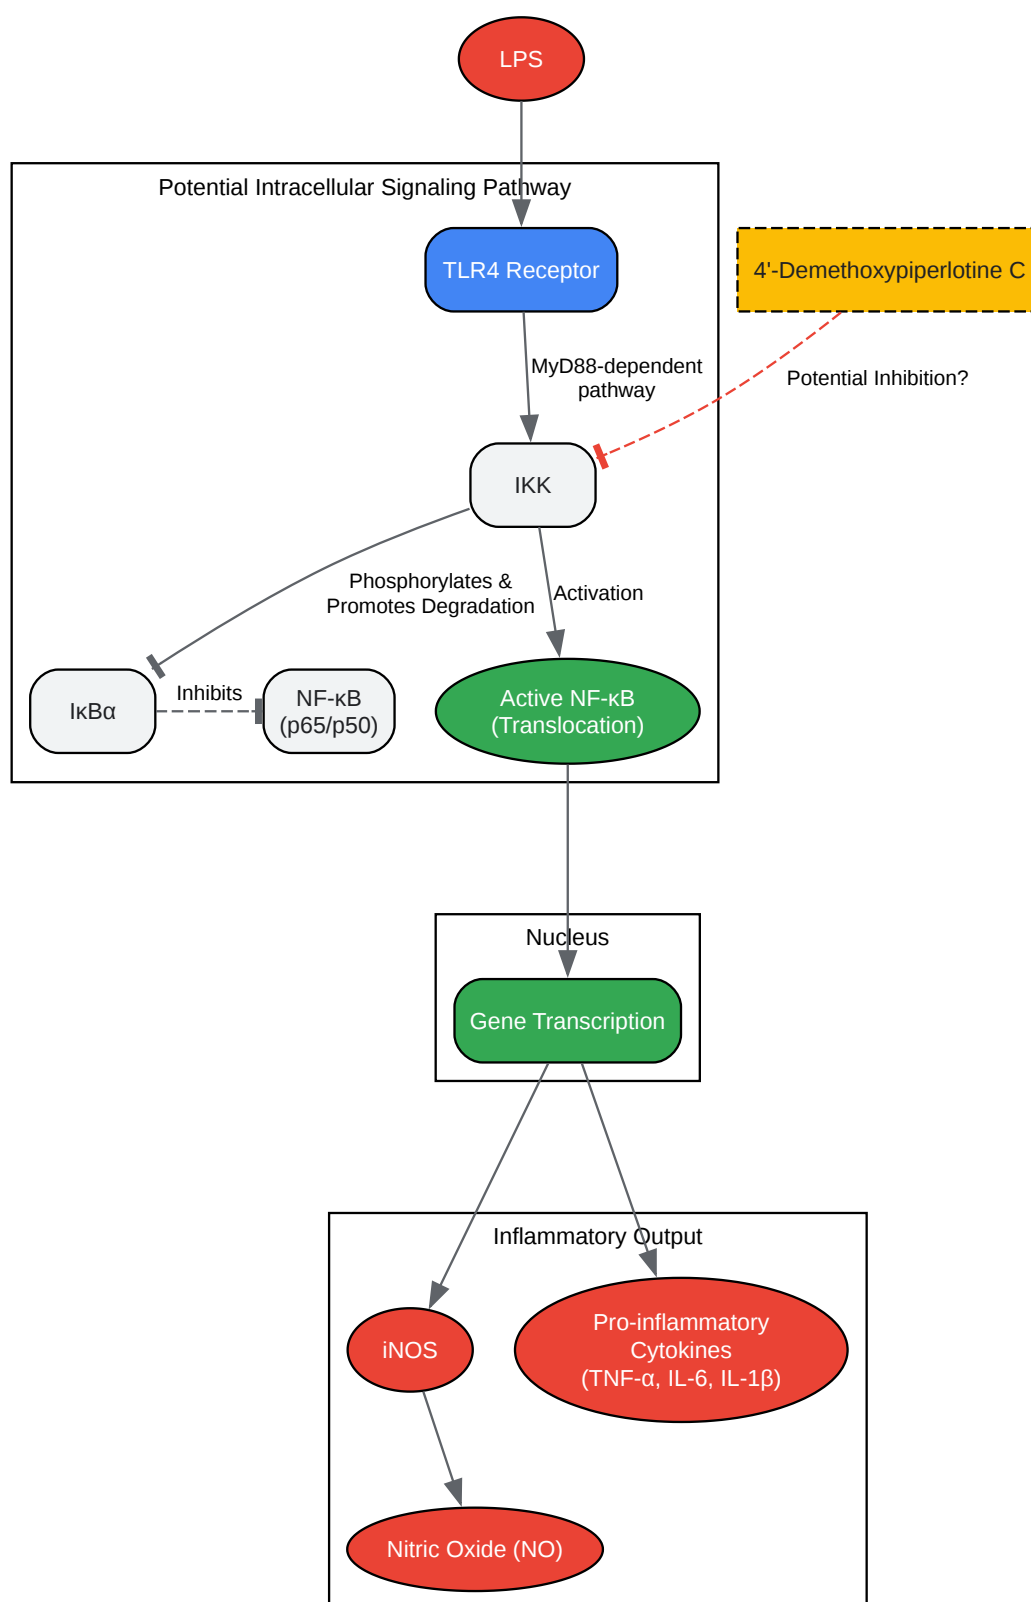 LPS
Potential Intracellular Signaling Pathway
TLR4 Receptor
4'-Demethoxypiperlotine C
MyD88-dependent
pathway
Potential Inhibition?
IKK
Phosphorylates &
Promotes Degradation
Activation
IκBα
Inhibits
NF-κB
(p65/p50)
Active NF-κB
(Translocation)
Nucleus
Gene Transcription
Inflammatory Output
iNOS
Pro-inflammatory
Cytokines
(TNF-α, IL-6, IL-1β)
Nitric Oxide (NO)